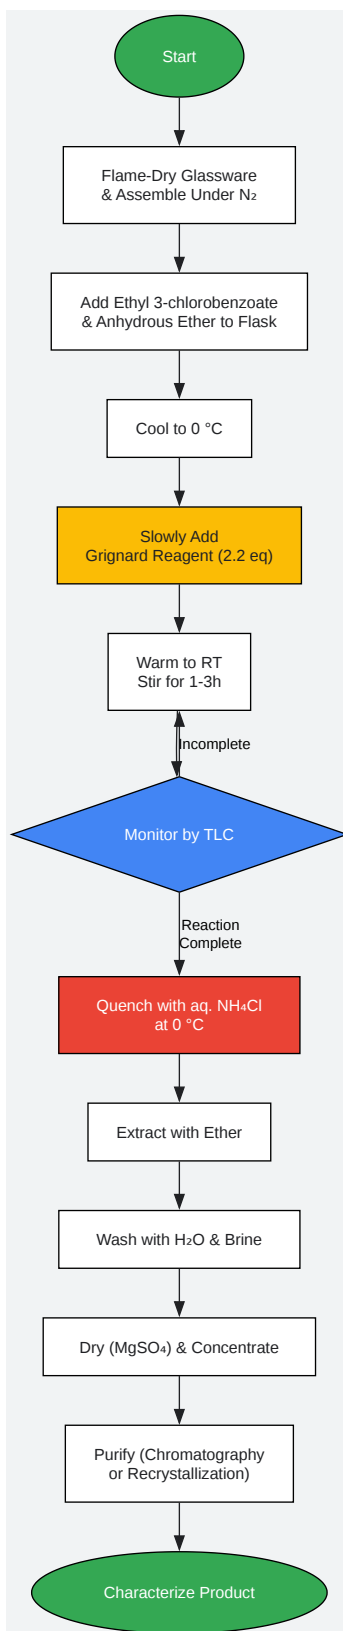 Start
Flame-Dry Glassware
& Assemble Under N₂
Add Ethyl 3-chlorobenzoate
& Anhydrous Ether to Flask
Cool to 0 °C
Slowly Add
Grignard Reagent (2.2 eq)
Warm to RT
Stir for 1-3h
Incomplete
Monitor by TLC
Reaction
Complete
Quench with aq. NH₄Cl
at 0 °C
Extract with Ether
Wash with H₂O & Brine
Dry (MgSO₄) & Concentrate
Purify (Chromatography
or Recrystallization)
Characterize Product